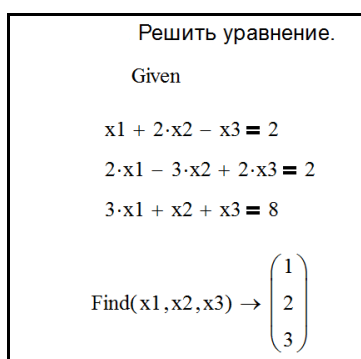 Решить уравнение.
Given
x1 + 2·x2 − x3 = 2
2·x1 − 3·x2 + 2·x3 = 2
3·x1 + x2 + x3 = 8
Find(x1,x2,x3) → (1
2
3)